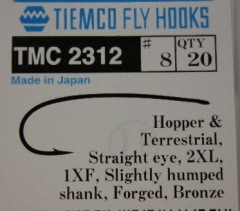 TIEMCO FLY HOOKS
TMC 2312
# 8
QTY 20
Made in Japan
Hopper &
Terrestrial,
Straight eye, 2XL,
1XF, Slightly humped
shank, Forged, Bronze